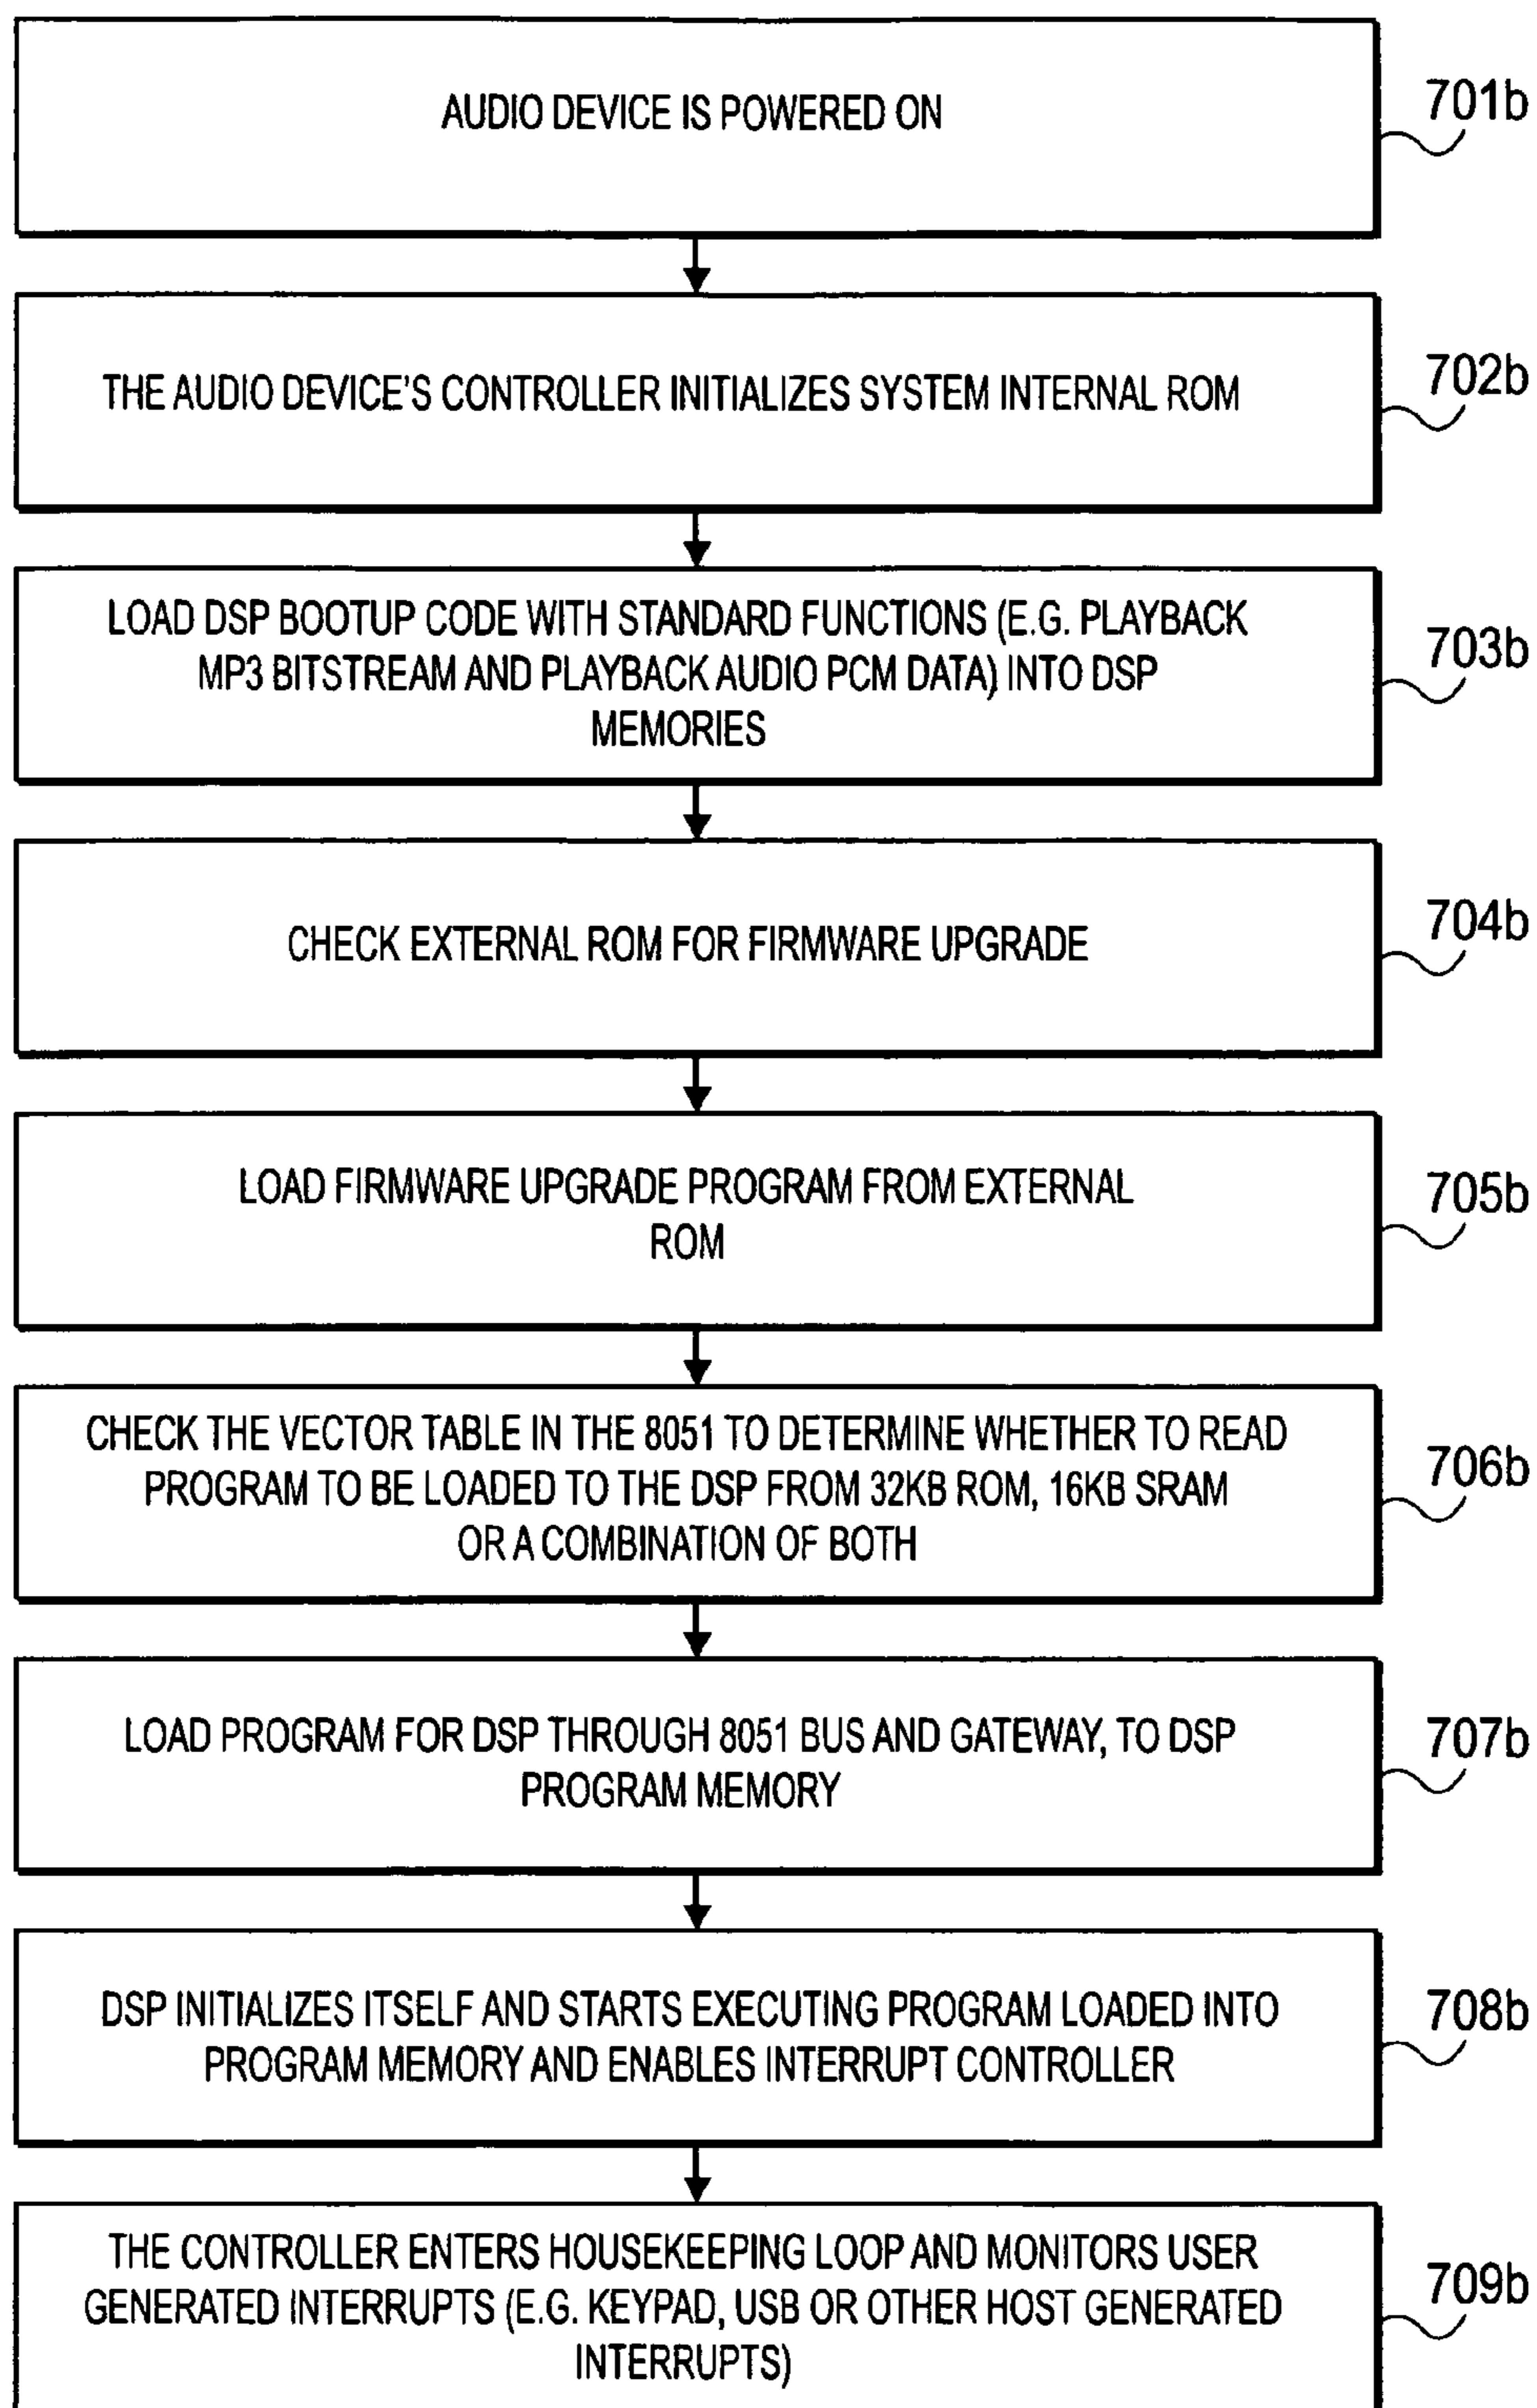 AUDIO DEVICE IS POWERED ON
701b
THE AUDIO DEVICE'S CONTROLLER INITIALIZES SYSTEM INTERNAL ROM
702b
LOAD DSP BOOTUP CODE WITH STANDARD FUNCTIONS (E.G. PLAYBACK
MP3 BITSTREAM AND PLAYBACK AUDIO PCM DATA) INTO DSP
MEMORIES
703b
CHECK EXTERNAL ROM FOR FIRMWARE UPGRADE
704b
LOAD FIRMWARE UPGRADE PROGRAM FROM EXTERNAL
ROM
705b
CHECK THE VECTOR TABLE IN THE 8051 TO DETERMINE WHETHER TO READ
PROGRAM TO BE LOADED TO THE DSP FROM 32KB ROM, 16KB SRAM
OR A COMBINATION OF BOTH
706b
LOAD PROGRAM FOR DSP THROUGH 8051 BUS AND GATEWAY, TO DSP
PROGRAM MEMORY
707b
DSP INITIALIZES ITSELF AND STARTS EXECUTING PROGRAM LOADED INTO
PROGRAM MEMORY AND ENABLES INTERRUPT CONTROLLER
708b
THE CONTROLLER ENTERS HOUSEKEEPING LOOP AND MONITORS USER
GENERATED INTERRUPTS (E.G. KEYPAD, USB OR OTHER HOST GENERATED
INTERRUPTS)
709b